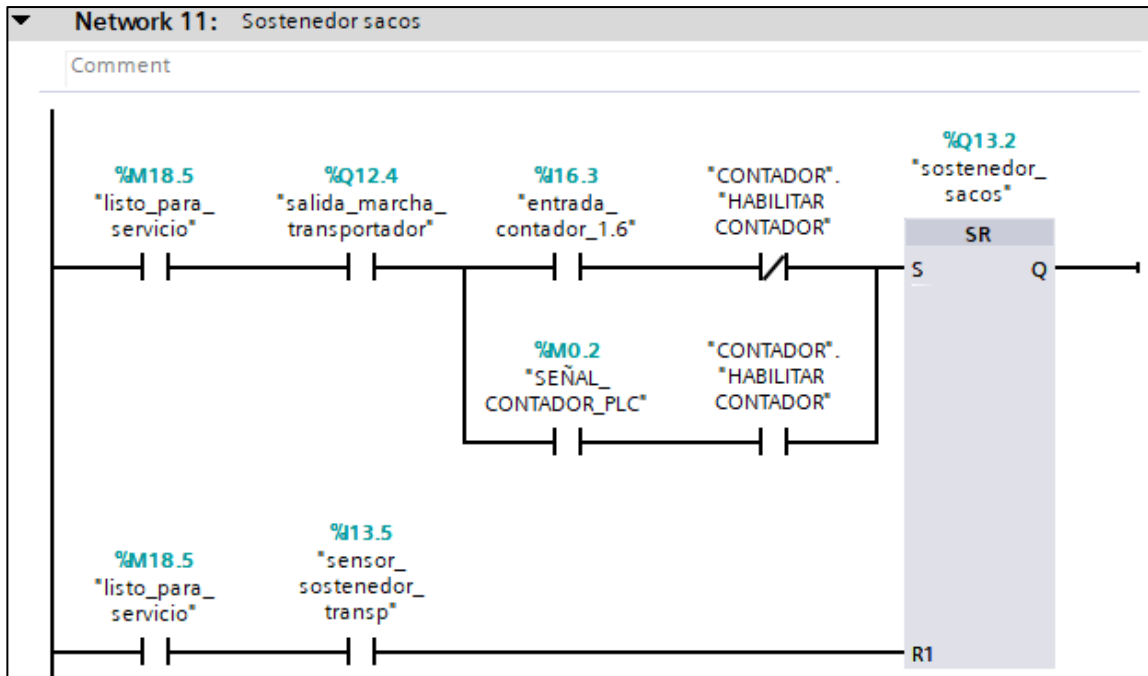 Network 11: Sostenedor sacos
Comment
%M18.5
"listo_para_
servicio"
%Q12.4
"salida_marcha_
transportador"
%I16.3
"entrada_
contador_1.6"
"CONTADOR".
"HABILITAR
CONTADOR"
%Q13.2
"sostenedor_
sacos"
SR
S
Q
%M0.2
"SEÑAL_
CONTADOR_PLC"
"CONTADOR".
"HABILITAR
CONTADOR"
%M18.5
"listo_para_
servicio"
%I13.5
"sensor_
sostenedor_
transp"
R1